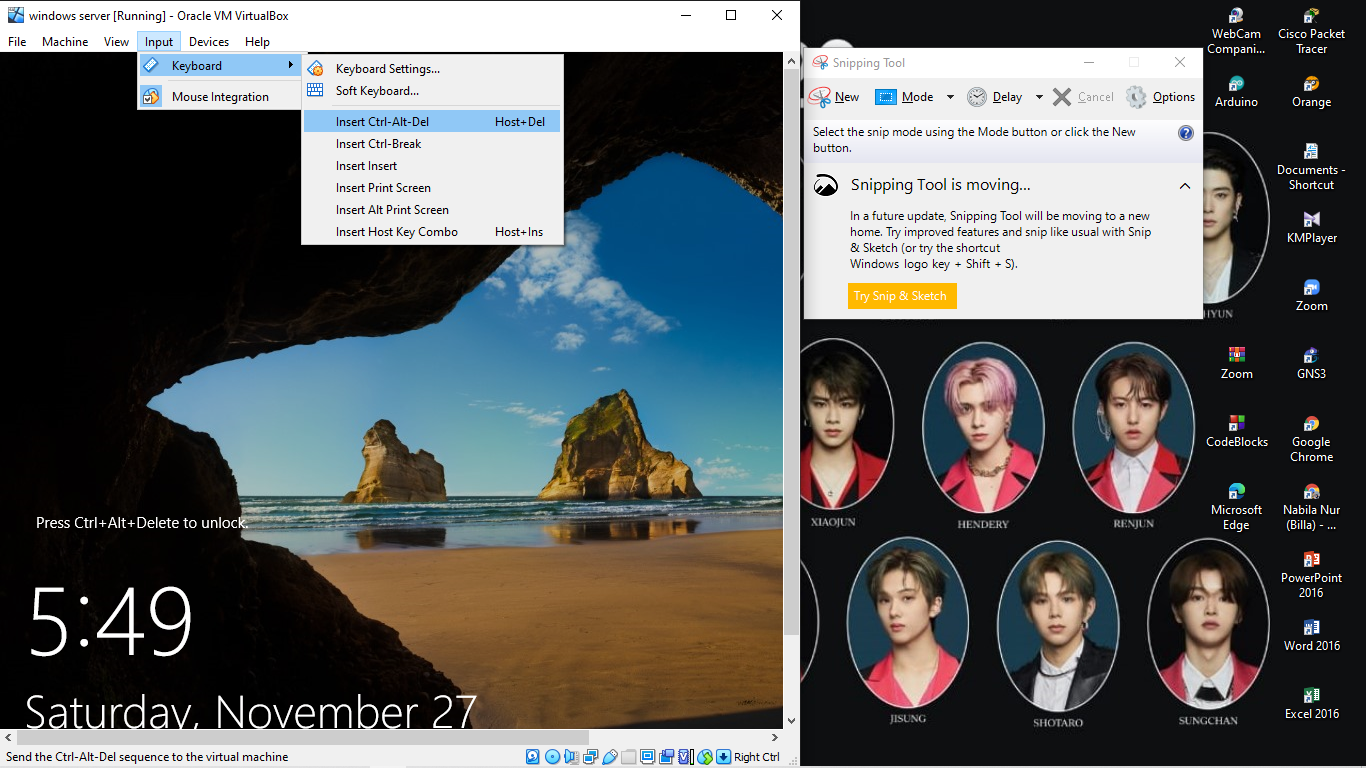 windows server [Running] - Oracle VM VirtualBox
File Machine View Input Devices Help
Keyboard
Mouse Integration
Keyboard Settings...
Soft Keyboard...
Insert Ctrl-Alt-Del Host+Del
Insert Ctrl-Break
Insert Insert
Insert Print Screen
Insert Alt Print Screen
Insert Host Key Combo Host+Ins
Press Ctrl+Alt+Delete to unlock.
5:49
Saturday, November 27
Send the Ctrl-Alt-Del sequence to the virtual machine
Right Ctrl
Snipping Tool
New Mode Delay Cancel Options
Select the snip mode using the Mode button or click the New
button.
Snipping Tool is moving...
In a future update, Snipping Tool will be moving to a new
home. Try improved features and snip like usual with Snip
& Sketch (or try the shortcut
Windows logo key + Shift + S).
Try Snip & Sketch
HYUN
XIAOJUN
HENDERY
RENJUN
JISUNG
SHOTARO
SUNGCHAN
WebCam
Compani...
Cisco Packet
Tracer
Arduino
Orange
Documents -
Shortcut
KMPlayer
Zoom
Zoom
GNS3
CodeBlocks
Google
Chrome
Microsoft
Edge
Nabila Nur
(Billa) - ...
PowerPoint
2016
Word 2016
Excel 2016